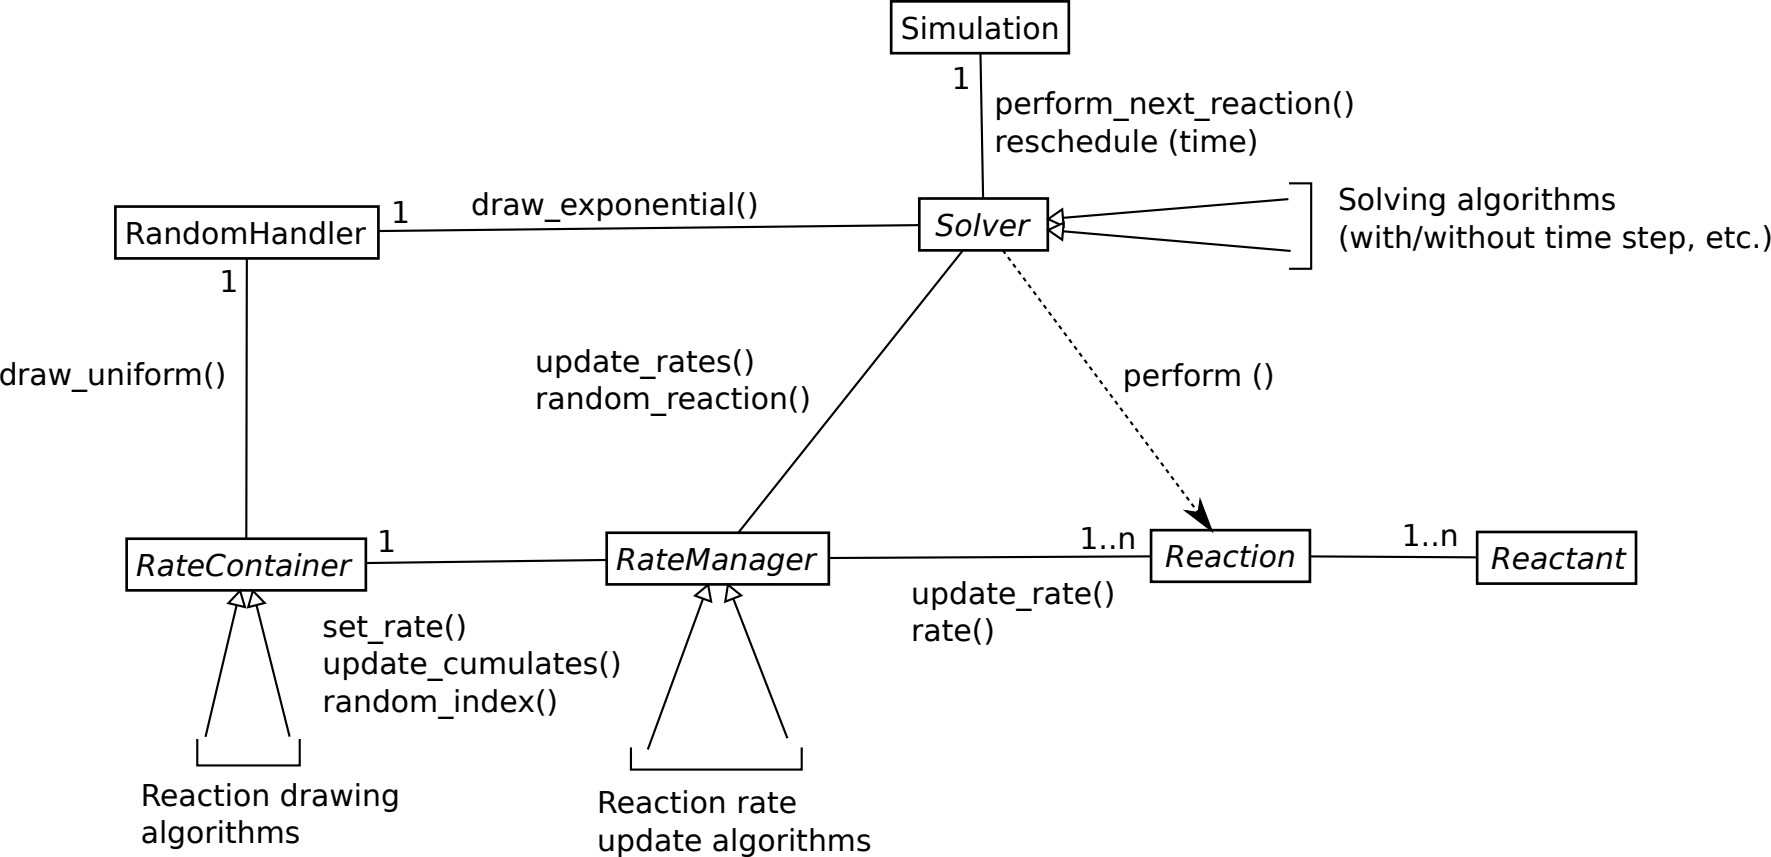 Simulation
1
perform_next_reaction()
reschedule (time)
Solving algorithms
(with/without time step, etc.)
draw_exponential()
1
Solver
RandomHandler
1
draw_uniform()
update_rates()
random_reaction()
perform ()
1
RateContainer
RateManager
1..n
Reaction
1..n
Reactant
update_rate()
rate()
set_rate()
update_cumulates()
random_index()
Reaction drawing
algorithms
Reaction rate
update algorithms